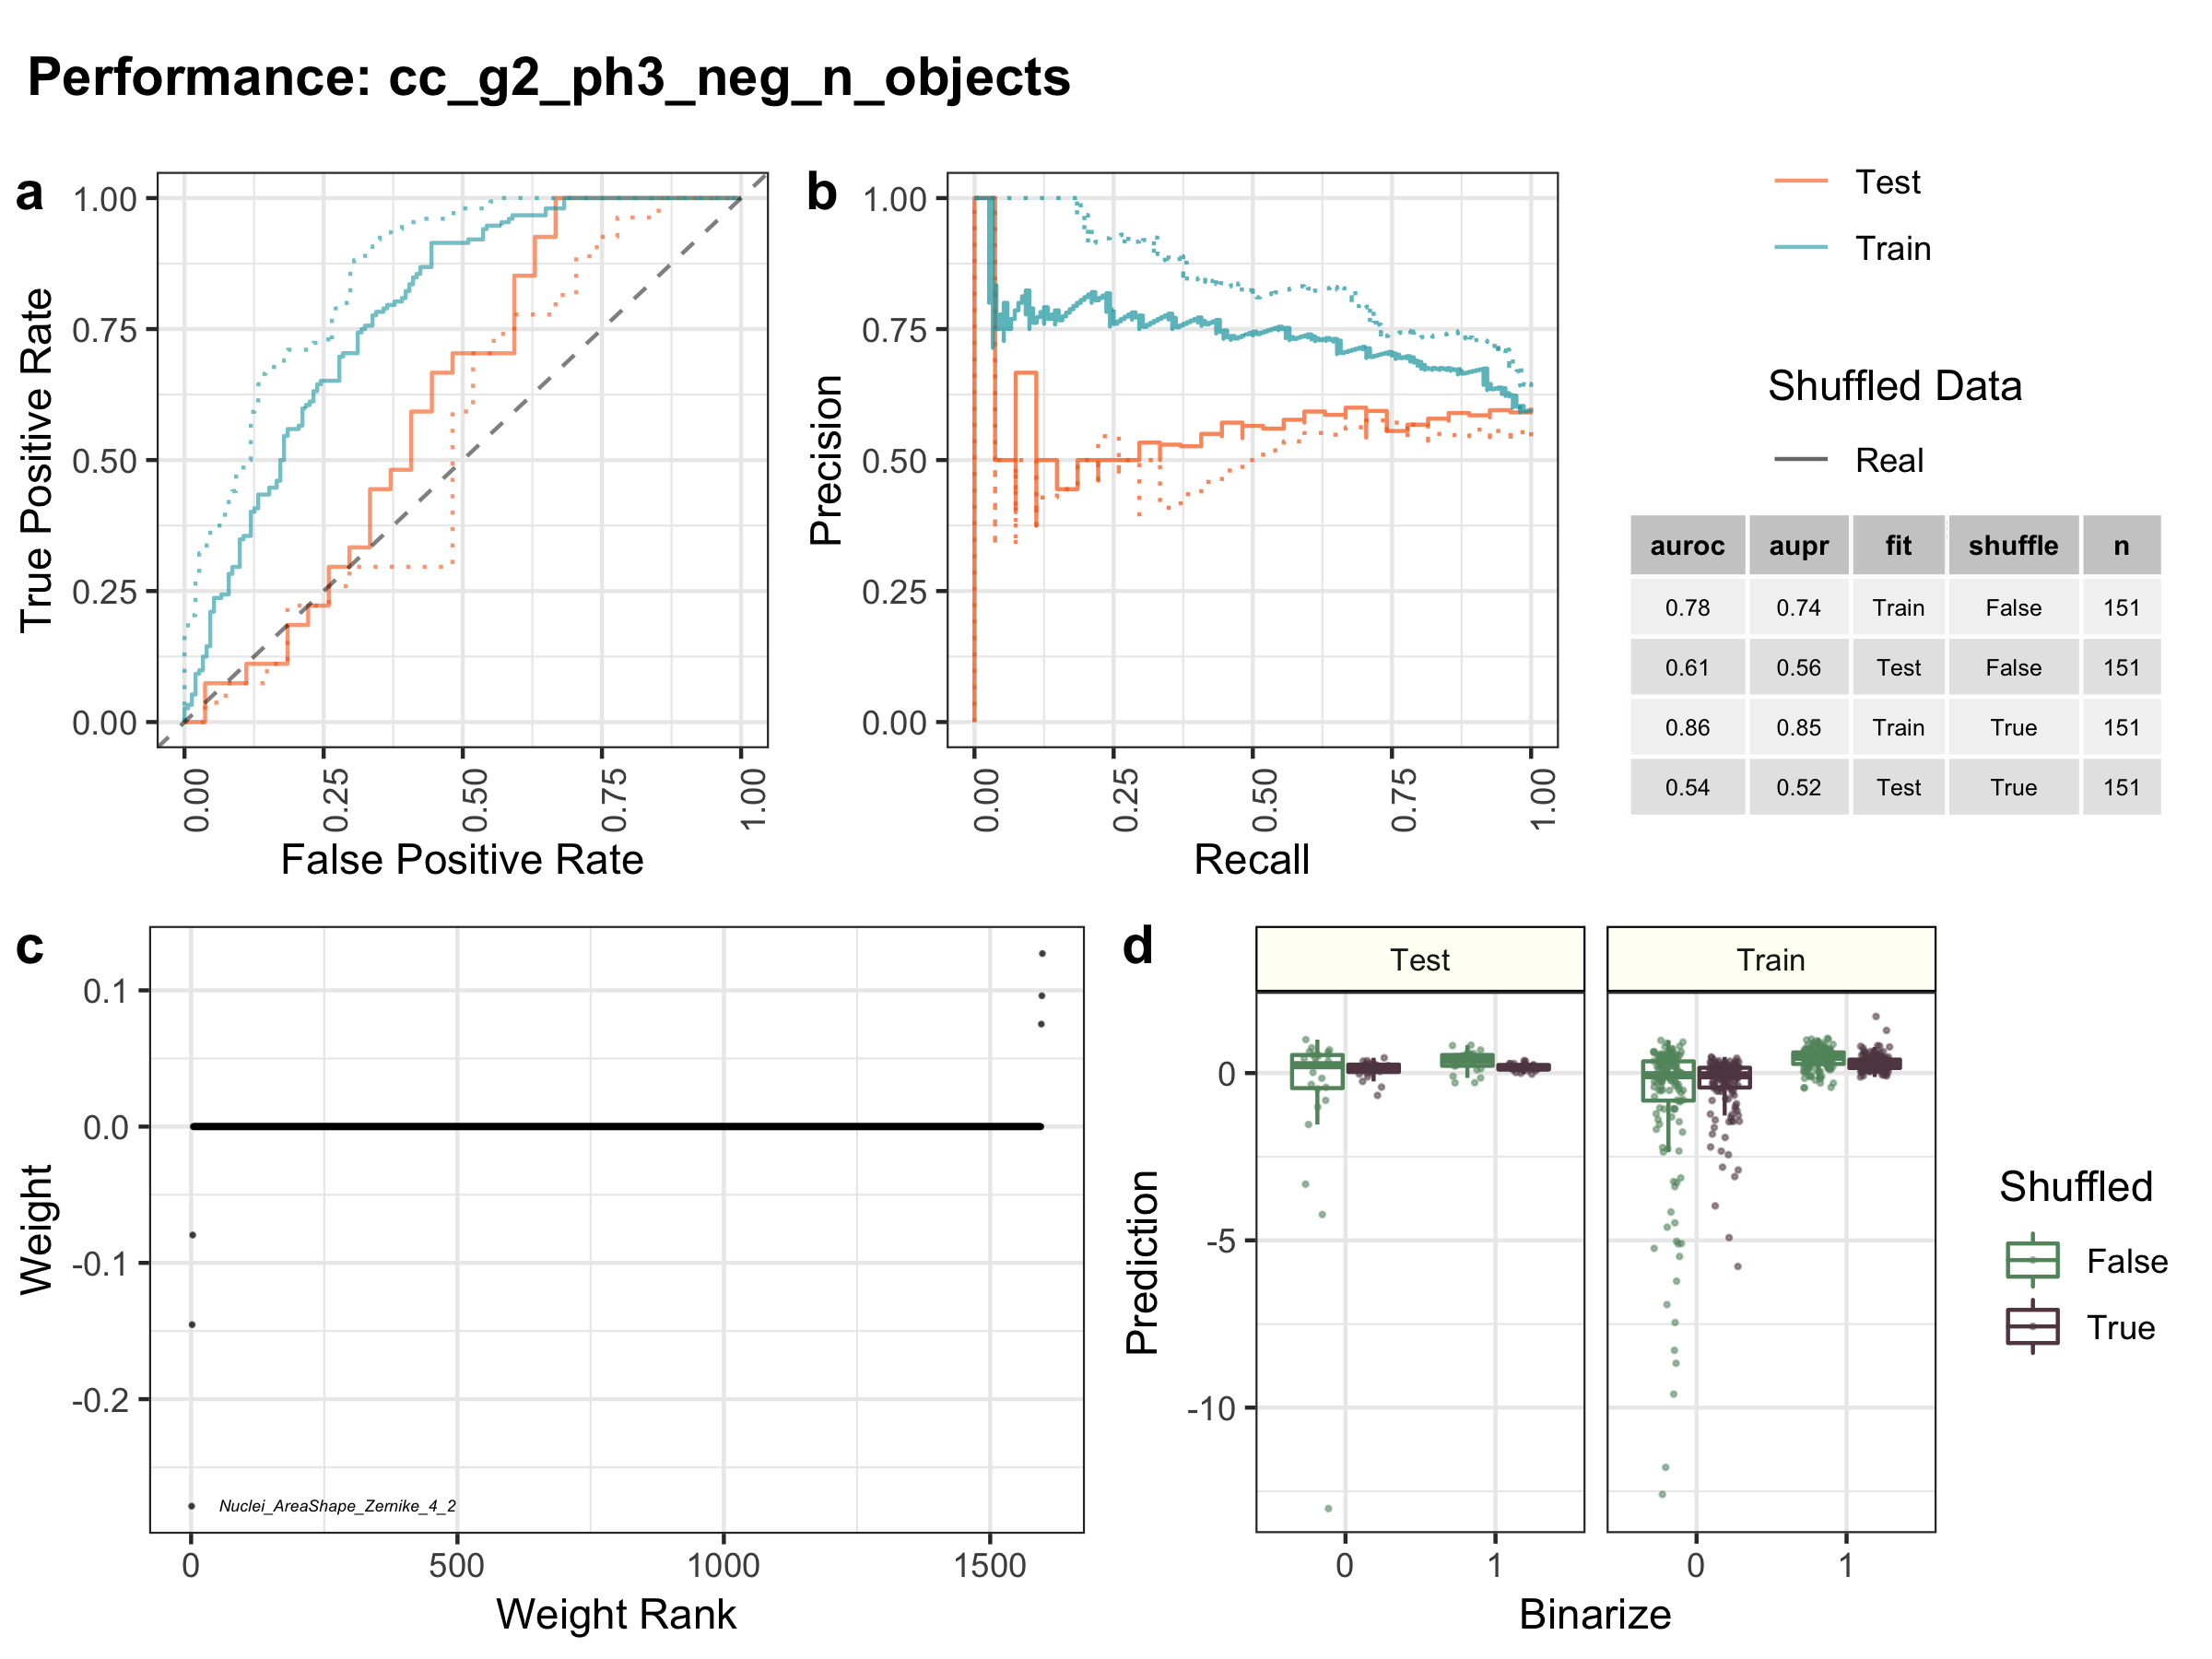 Performance: cc_g2_ph3_neg_n_objects
a
1.00
0.75
0.50
0.25
0.00
True Positive Rate
0.00
0.25
0.50
0.75
1.00
False Positive Rate
b
1.00
0.75
0.50
0.25
0.00
Precision
0.00
0.25
0.50
0.75
1.00
Recall
Test
Train
Shuffled Data
Real
auroc aupr fit shuffle n
0.78 0.74 Train False 151
0.61 0.56 Test False 151
0.86 0.85 Train True 151
0.54 0.52 Test True 151
c
0.1
0.0
-0.1
-0.2
Weight
Nuclei_AreaShape_Zernike_4_2
0
500
1000
1500
Weight Rank
d
Test
Train
0
-5
-10
Prediction
0
1
0
1
Binarize
Shuffled
False
True